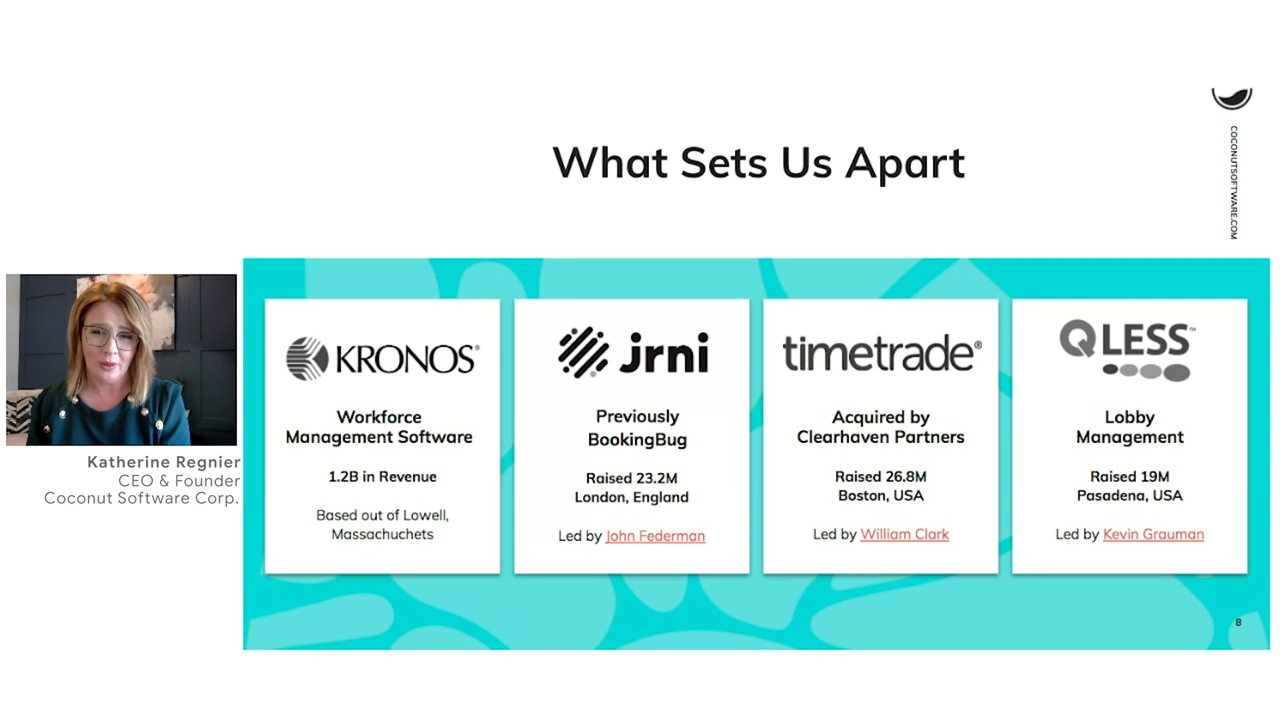 COCONUTSOFTWARE.COM
What Sets Us Apart
Katherine Regnier
CEO & Founder
Coconut Software Corp.
KRONOS®
Workforce
Management Software
1.2B in Revenue
Based out of Lowell,
Massachuchets
jrni
Previously
BookingBug
Raised 23.2M
London, England
Led by John Federman
timetrade®
Acquired by
Clearhaven Partners
Raised 26.8M
Boston, USA
Led by William Clark
QLESS™
Lobby
Management
Raised 19M
Pasadena, USA
Led by Kevin Grauman
8